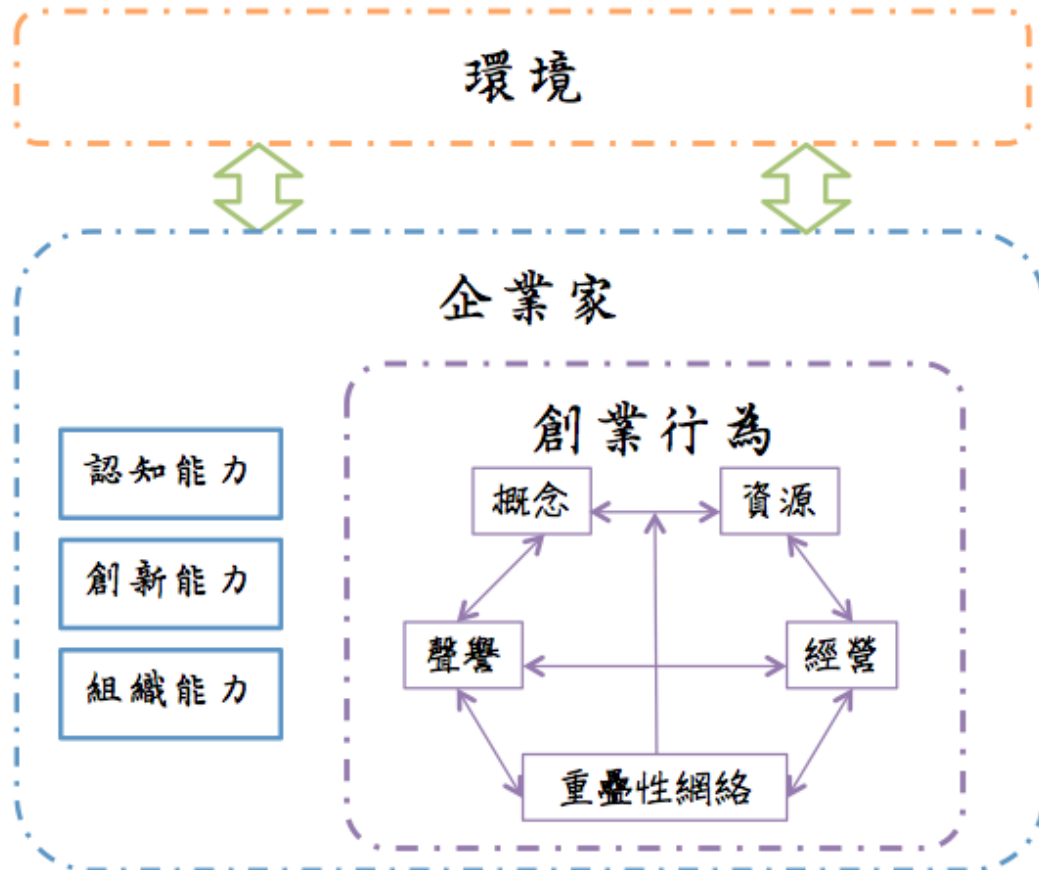 環境
企業家
創業行為
認知能力
創新能力
組織能力
概念
資源
聲譽
經營
重疊性網絡